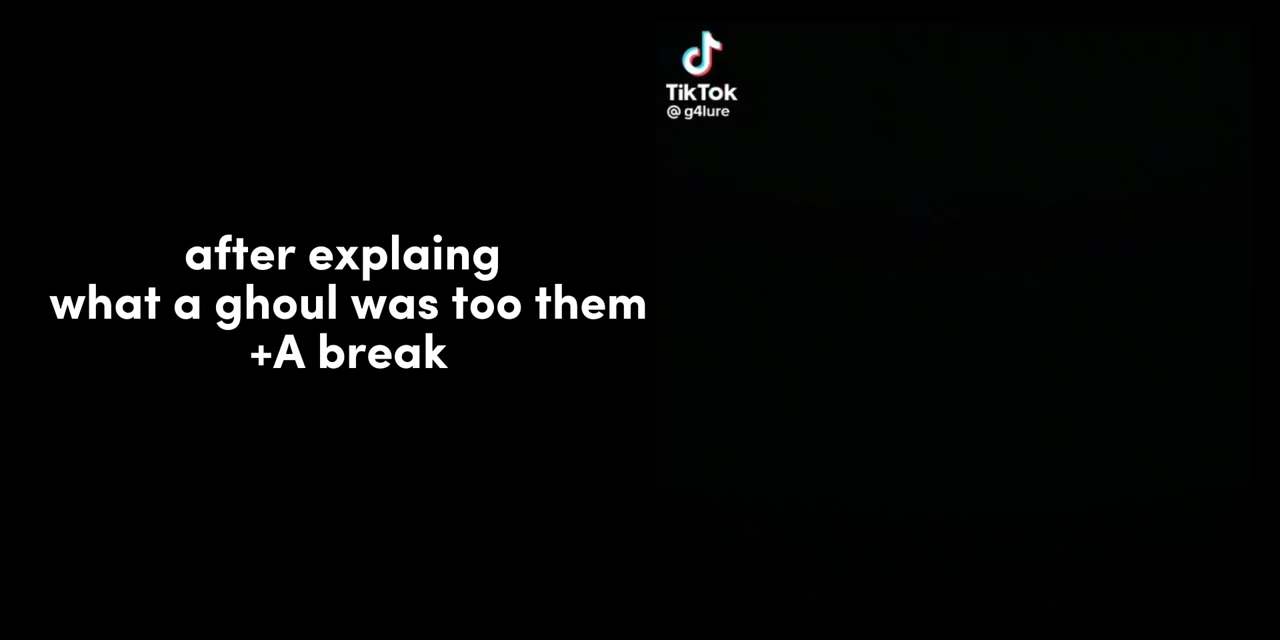 TikTok
@ g4lure
after explaing
what a ghoul was too them
+A break